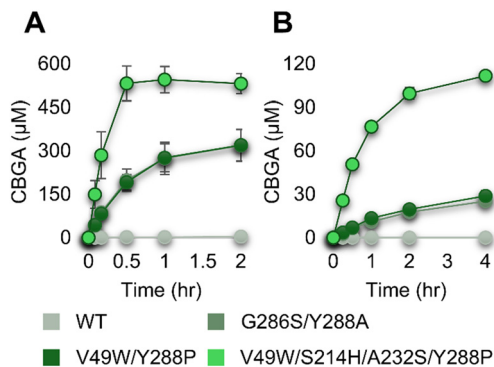 A
B
CBGA (µM)
600
450
300
150
0
0 0.5 1 1.5 2
Time (hr)
CBGA (µM)
120
90
60
30
0
0 1 2 3 4
Time (hr)
WT
G286S/Y288A
V49W/Y288P
V49W/S214H/A232S/Y288P